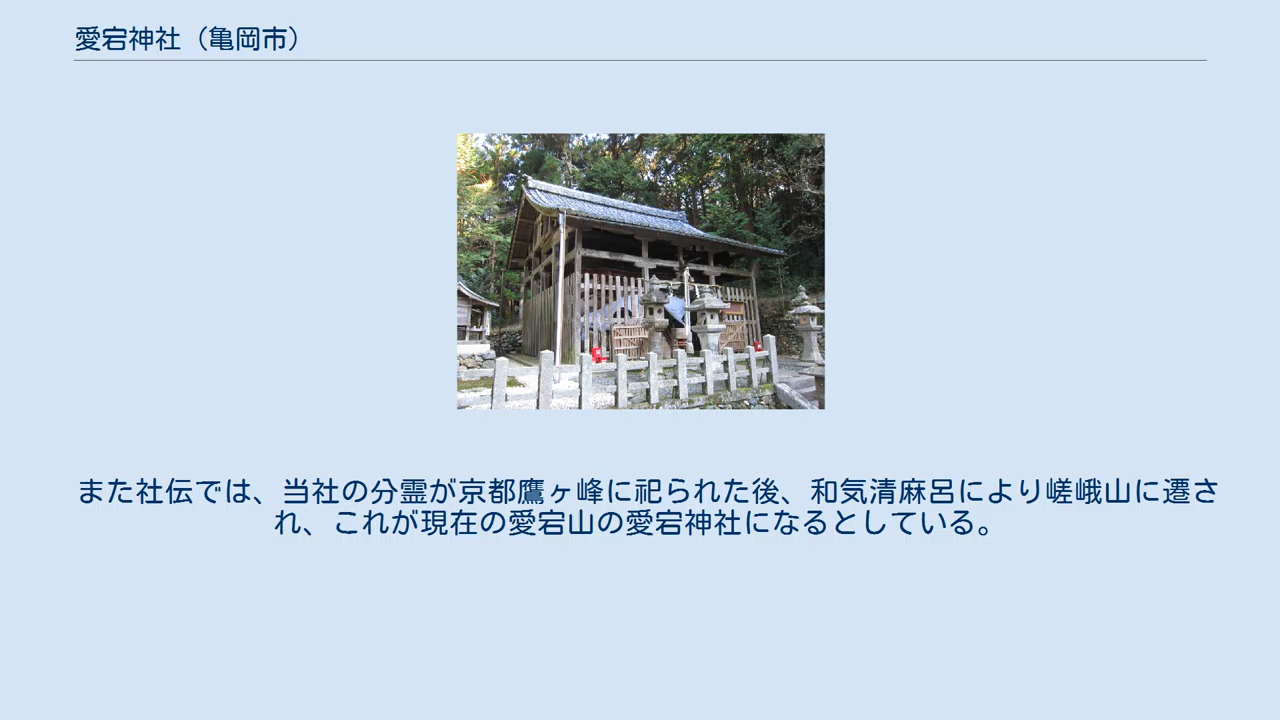 愛宕神社（亀岡市）
また社伝では、当社の分霊が京都鷹ヶ峰に祀られた後、和気清麻呂により嵯峨山に遷さ
れ、これが現在の愛宕山の愛宕神社になるとしている。